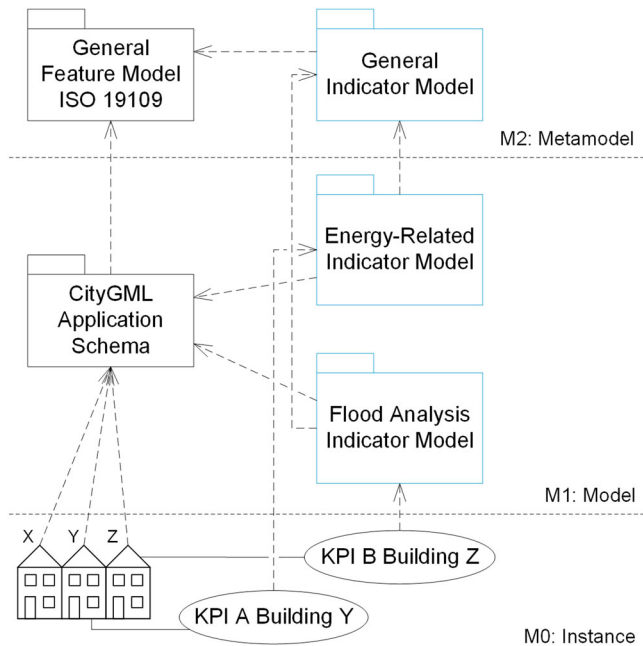 General
Feature Model
ISO 19109
General
Indicator Model
M2: Metamodel
Energy-Related
Indicator Model
CityGML
Application
Schema
Flood Analysis
Indicator Model
M1: Model
X
Y
Z
KPI B Building Z
KPI A Building Y
M0: Instance